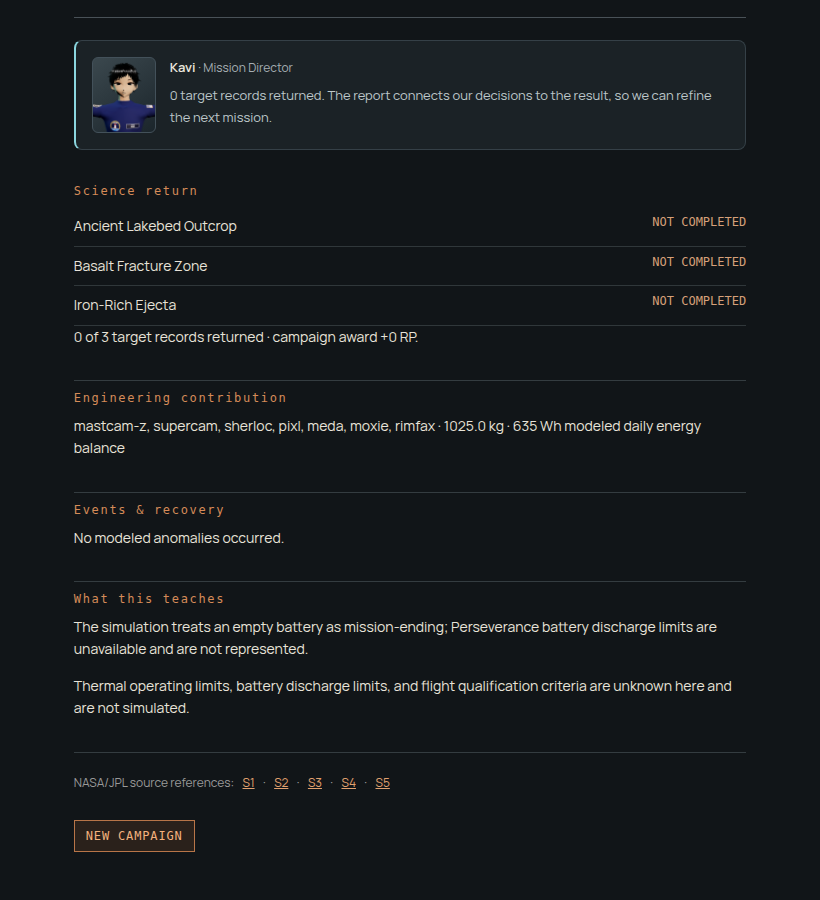 Kavi · Mission Director
0 target records returned. The report connects our decisions to the result, so we can refine
the next mission.
Science return
Ancient Lakebed Outcrop
NOT COMPLETED
Basalt Fracture Zone
NOT COMPLETED
Iron-Rich Ejecta
NOT COMPLETED
0 of 3 target records returned · campaign award +0 RP.
Engineering contribution
mastcam-z, supercam, sherloc, pixl, meda, moxie, rimfax · 1025.0 kg · 635 Wh modeled daily energy
balance
Events & recovery
No modeled anomalies occurred.
What this teaches
The simulation treats an empty battery as mission-ending; Perseverance battery discharge limits are
unavailable and are not represented.
Thermal operating limits, battery discharge limits, and flight qualification criteria are unknown here and
are not simulated.
NASA/JPL source references: S1 · S2 · S3 · S4 · S5
NEW CAMPAIGN